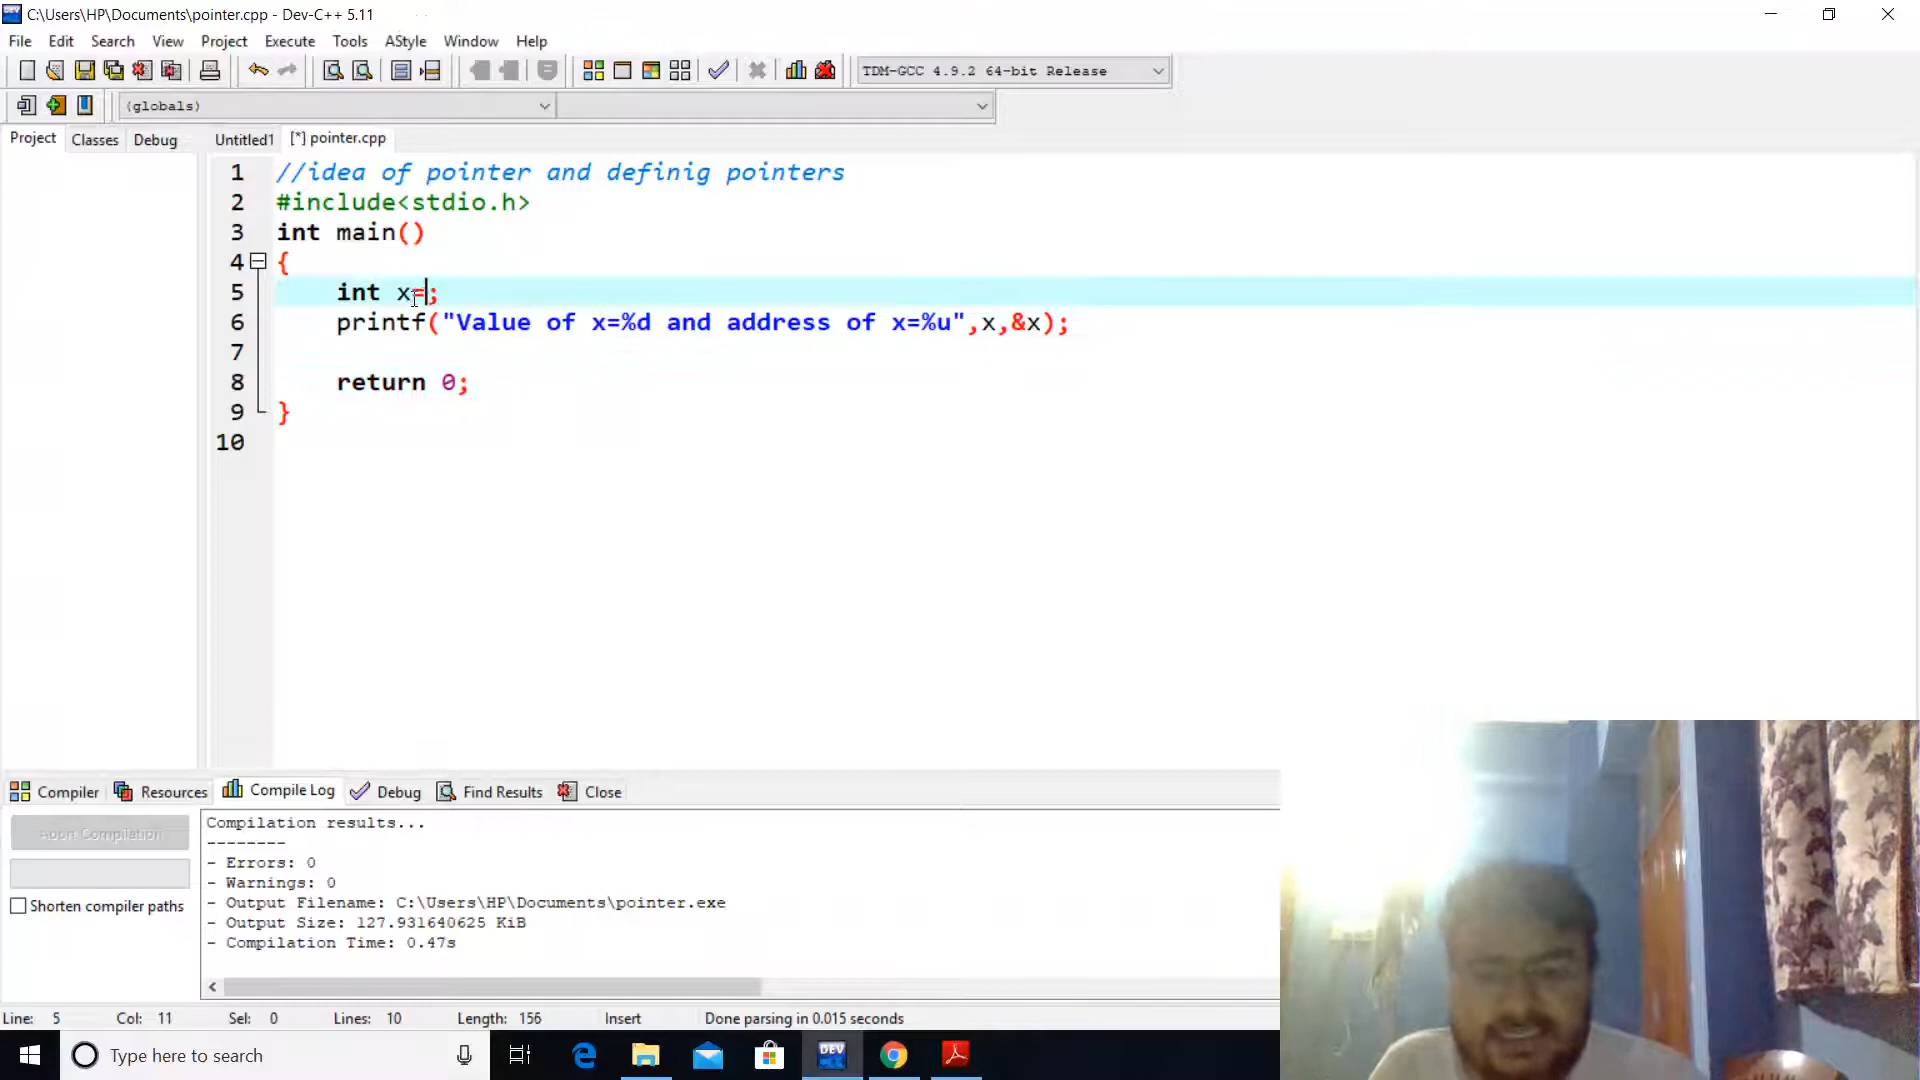 C:\Users\HP\Documents\pointer.cpp - Dev-C++ 5.11
File Edit Search View Project Execute Tools AStyle Window Help
TDM-GCC 4.9.2 64-bit Release
(globals)
Project Classes Debug Untitled1 [*] pointer.cpp
1 //idea of pointer and definig pointers
2 #include<stdio.h>
3 int main()
4 {
5 int x=;
6 printf("Value of x=%d and address of x=%u",x,&x);
7
8 return 0;
9 }
10
Compiler Resources Compile Log Debug Find Results Close
Abort Compilation
Shorten compiler paths
Compilation results...
--------
- Errors: 0
- Warnings: 0
- Output Filename: C:\Users\HP\Documents\pointer.exe
- Output Size: 127.931640625 KiB
- Compilation Time: 0.47s
Line: 5 Col: 11 Sel: 0 Lines: 10 Length: 156 Insert Done parsing in 0.015 seconds
Type here to search
DEV